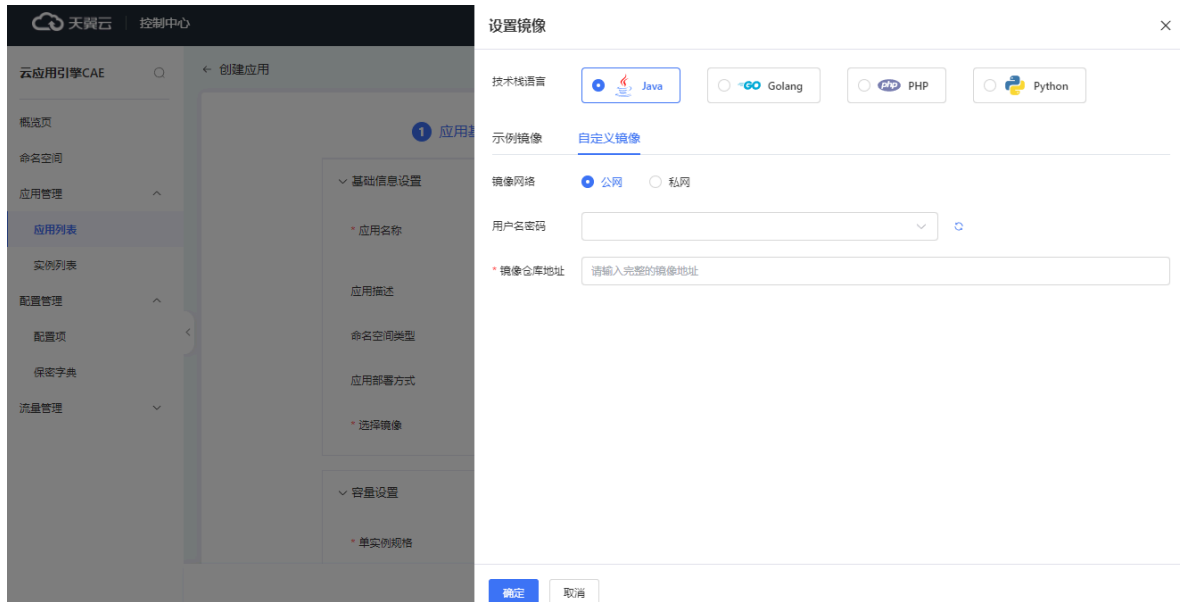 天翼云 控制中心
云应用引擎CAE
概览页
命名空间
应用管理
应用列表
实例列表
配置管理
配置项
保密字典
流量管理
← 创建应用
1 应用基
基础信息设置
* 应用名称
应用描述
命名空间类型
应用部署方式
* 选择镜像
容量设置
* 单实例规格
设置镜像
技术栈语言 Java GO Golang php PHP Python
示例镜像 自定义镜像
镜像网络 公网 私网
用户名密码
* 镜像仓库地址 请输入完整的镜像地址
确定 取消